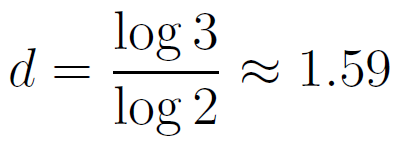 d = log 3 / log 2 ≈ 1.59